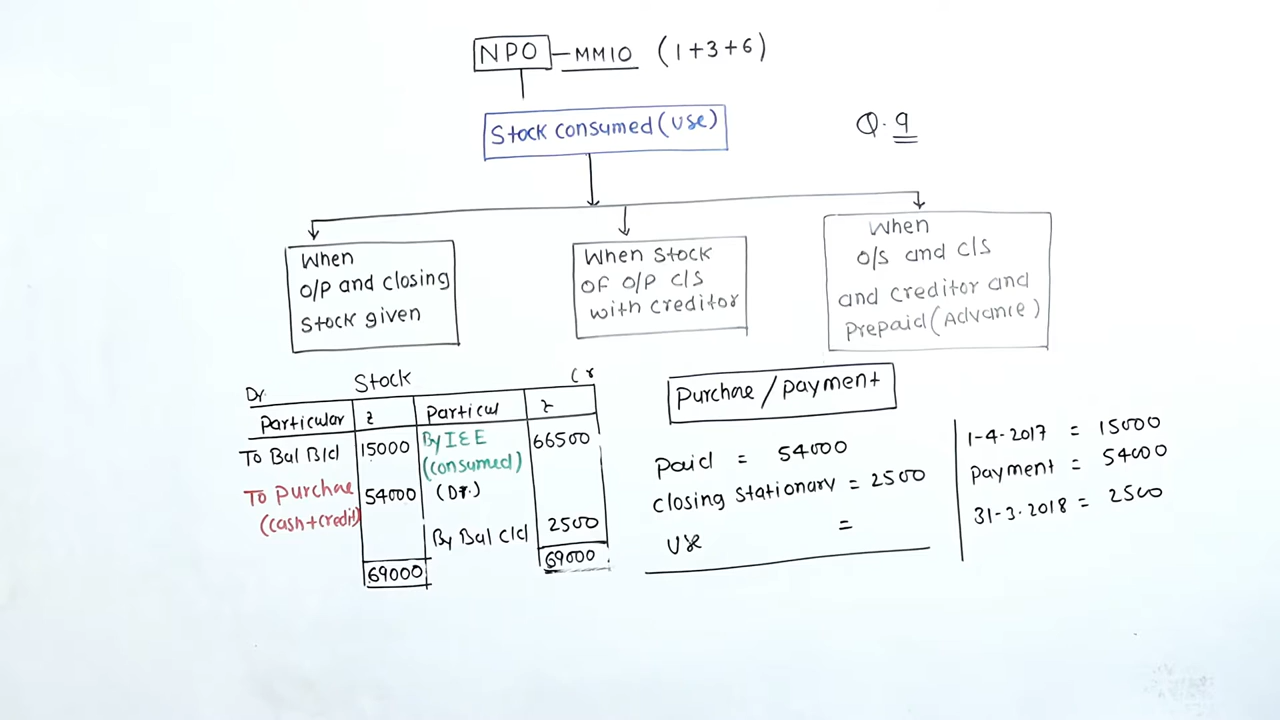 NPO - MM10 (1+3+6)
Stock consumed (use)
Q. 9
When
O/P and closing
stock given
When stock
of O/P C/S
with creditor
When
O/S and C/S
and creditor and
Prepaid (Advance)
Dr. Stock Cr
Particular ₹ Particul ₹
To Bal B/d 15000 By I&E 66500
(consumed)
To Purchae 54000 (Dr.)
(cash+credit)
By Bal C/d 2500
69000 69000
Purchae / payment
paid = 54000
closing stationary = 2500
use =
1-4-2017 = 15000
payment = 54000
31-3-2018 = 2500